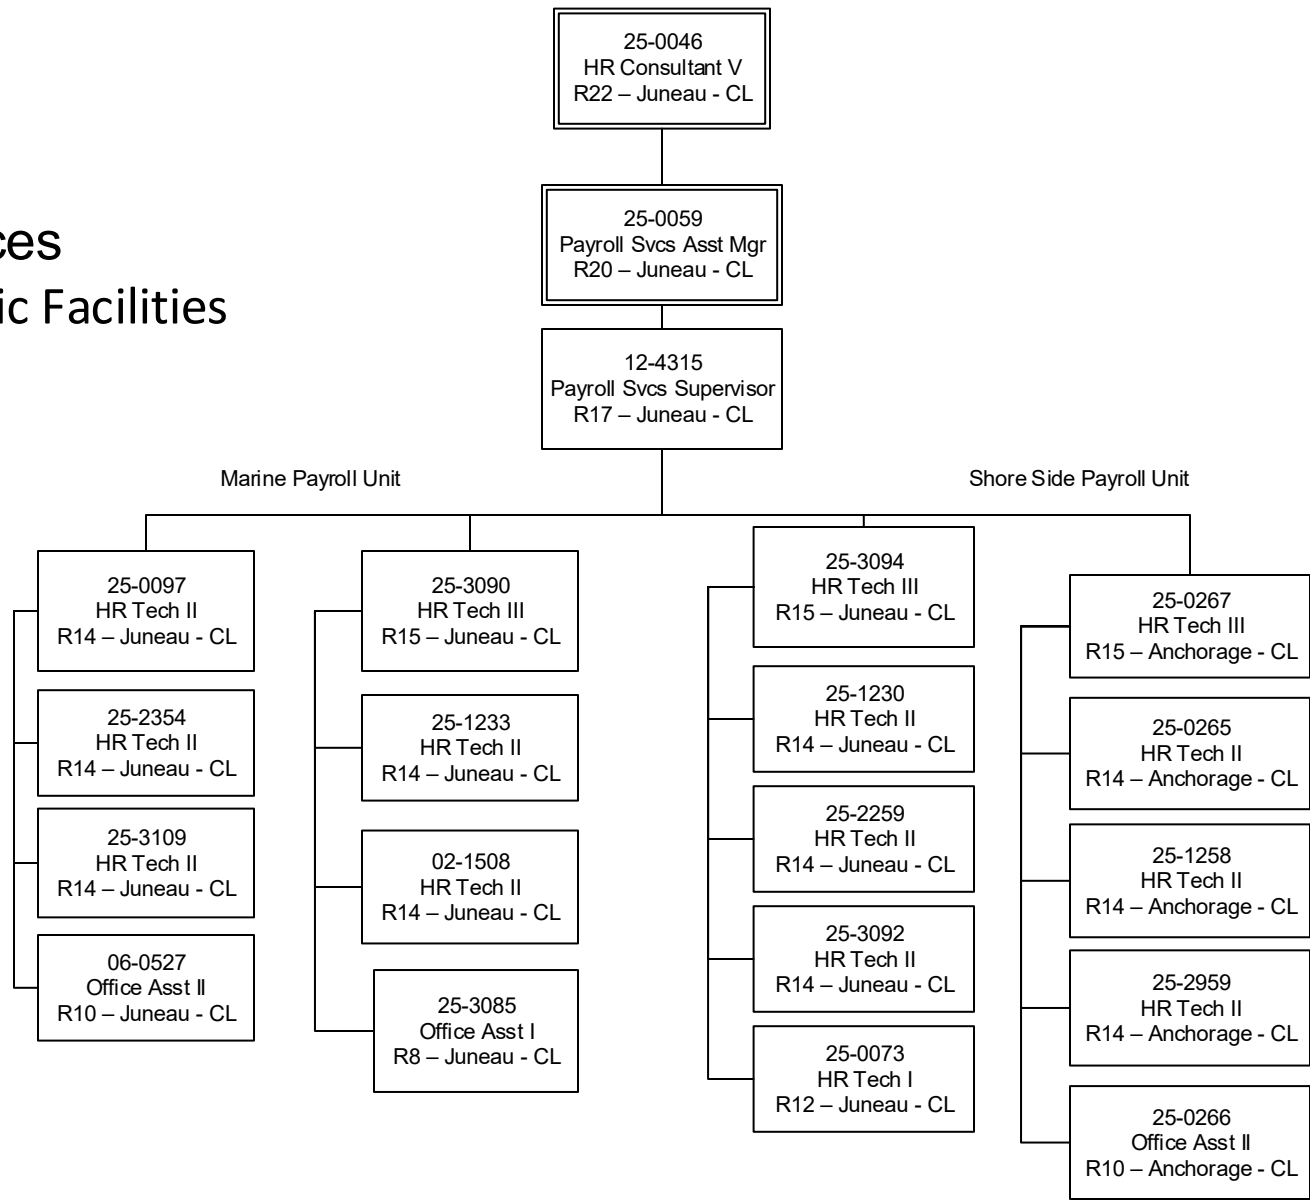 25-0046
HR Consultant V
R22 – Juneau - CL
ces
ic Facilities
25-0059
Payroll Svcs Asst Mgr
R20 – Juneau - CL
12-4315
Payroll Svcs Supervisor
R17 – Juneau - CL
Marine Payroll Unit
Shore Side Payroll Unit
25-0097
HR Tech II
R14 – Juneau - CL
25-2354
HR Tech II
R14 – Juneau - CL
25-3109
HR Tech II
R14 – Juneau - CL
06-0527
Office Asst II
R10 – Juneau - CL
25-3090
HR Tech III
R15 – Juneau - CL
25-1233
HR Tech II
R14 – Juneau - CL
02-1508
HR Tech II
R14 – Juneau - CL
25-3085
Office Asst I
R8 – Juneau - CL
25-3094
HR Tech III
R15 – Juneau - CL
25-1230
HR Tech II
R14 – Juneau - CL
25-2259
HR Tech II
R14 – Juneau - CL
25-3092
HR Tech II
R14 – Juneau - CL
25-0073
HR Tech I
R12 – Juneau - CL
25-0267
HR Tech III
R15 – Anchorage - CL
25-0265
HR Tech II
R14 – Anchorage - CL
25-1258
HR Tech II
R14 – Anchorage - CL
25-2959
HR Tech II
R14 – Anchorage - CL
25-0266
Office Asst II
R10 – Anchorage - CL